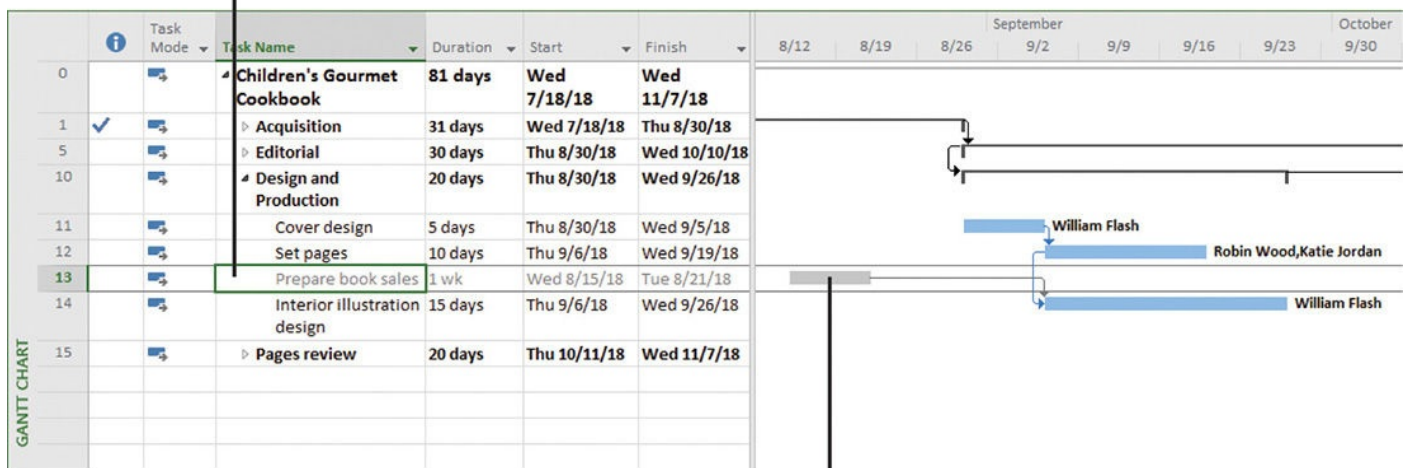 September October
Task
Mode Task Name Duration Start Finish 8/12 8/19 8/26 9/2 9/9 9/16 9/23 9/30
0 Children's Gourmet 81 days Wed Wed
Cookbook 7/18/18 11/7/18
1 Acquisition 31 days Wed 7/18/18 Thu 8/30/18
5 Editorial 30 days Thu 8/30/18 Wed 10/10/18
10 Design and 20 days Thu 8/30/18 Wed 9/26/18
Production
11 Cover design 5 days Thu 8/30/18 Wed 9/5/18 William Flash
12 Set pages 10 days Thu 9/6/18 Wed 9/19/18 Robin Wood,Katie Jordan
13 Prepare book sales 1 wk Wed 8/15/18 Tue 8/21/18
14 Interior illustration 15 days Thu 9/6/18 Wed 9/26/18 William Flash
design
15 Pages review 20 days Thu 10/11/18 Wed 11/7/18
GANTT CHART